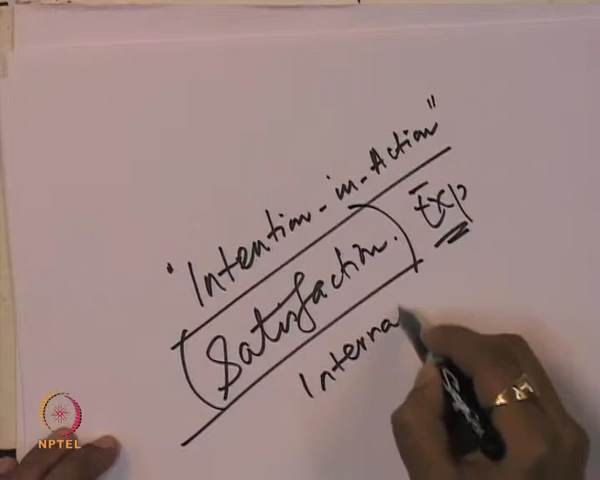 "Intention-in-Action"
(Satisfaction.) Exp
Interna
NPTEL